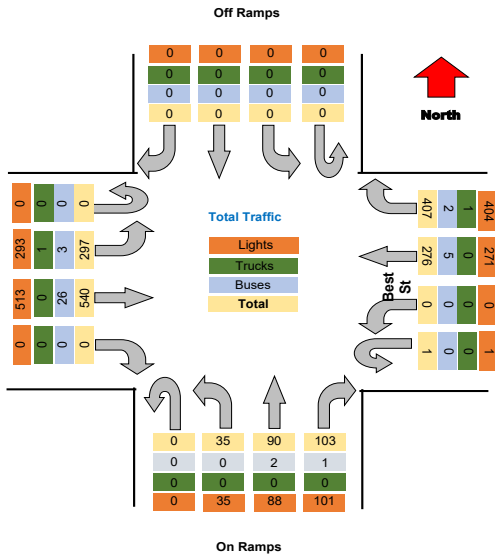 Off Ramps
0 0 0 0
0 0 0 0
0 0 0 0
0 0 0 0
North
0 0 0 0
293 1 3 297
513 0 26 540
0 0 0 0
Total Traffic
Lights
Trucks
Buses
Total
407 2 1 404
276 5 0 271
0 0 0 0
1 0 0 1
Best St
0 35 90 103
0 0 2 1
0 0 0 0
0 35 88 101
On Ramps